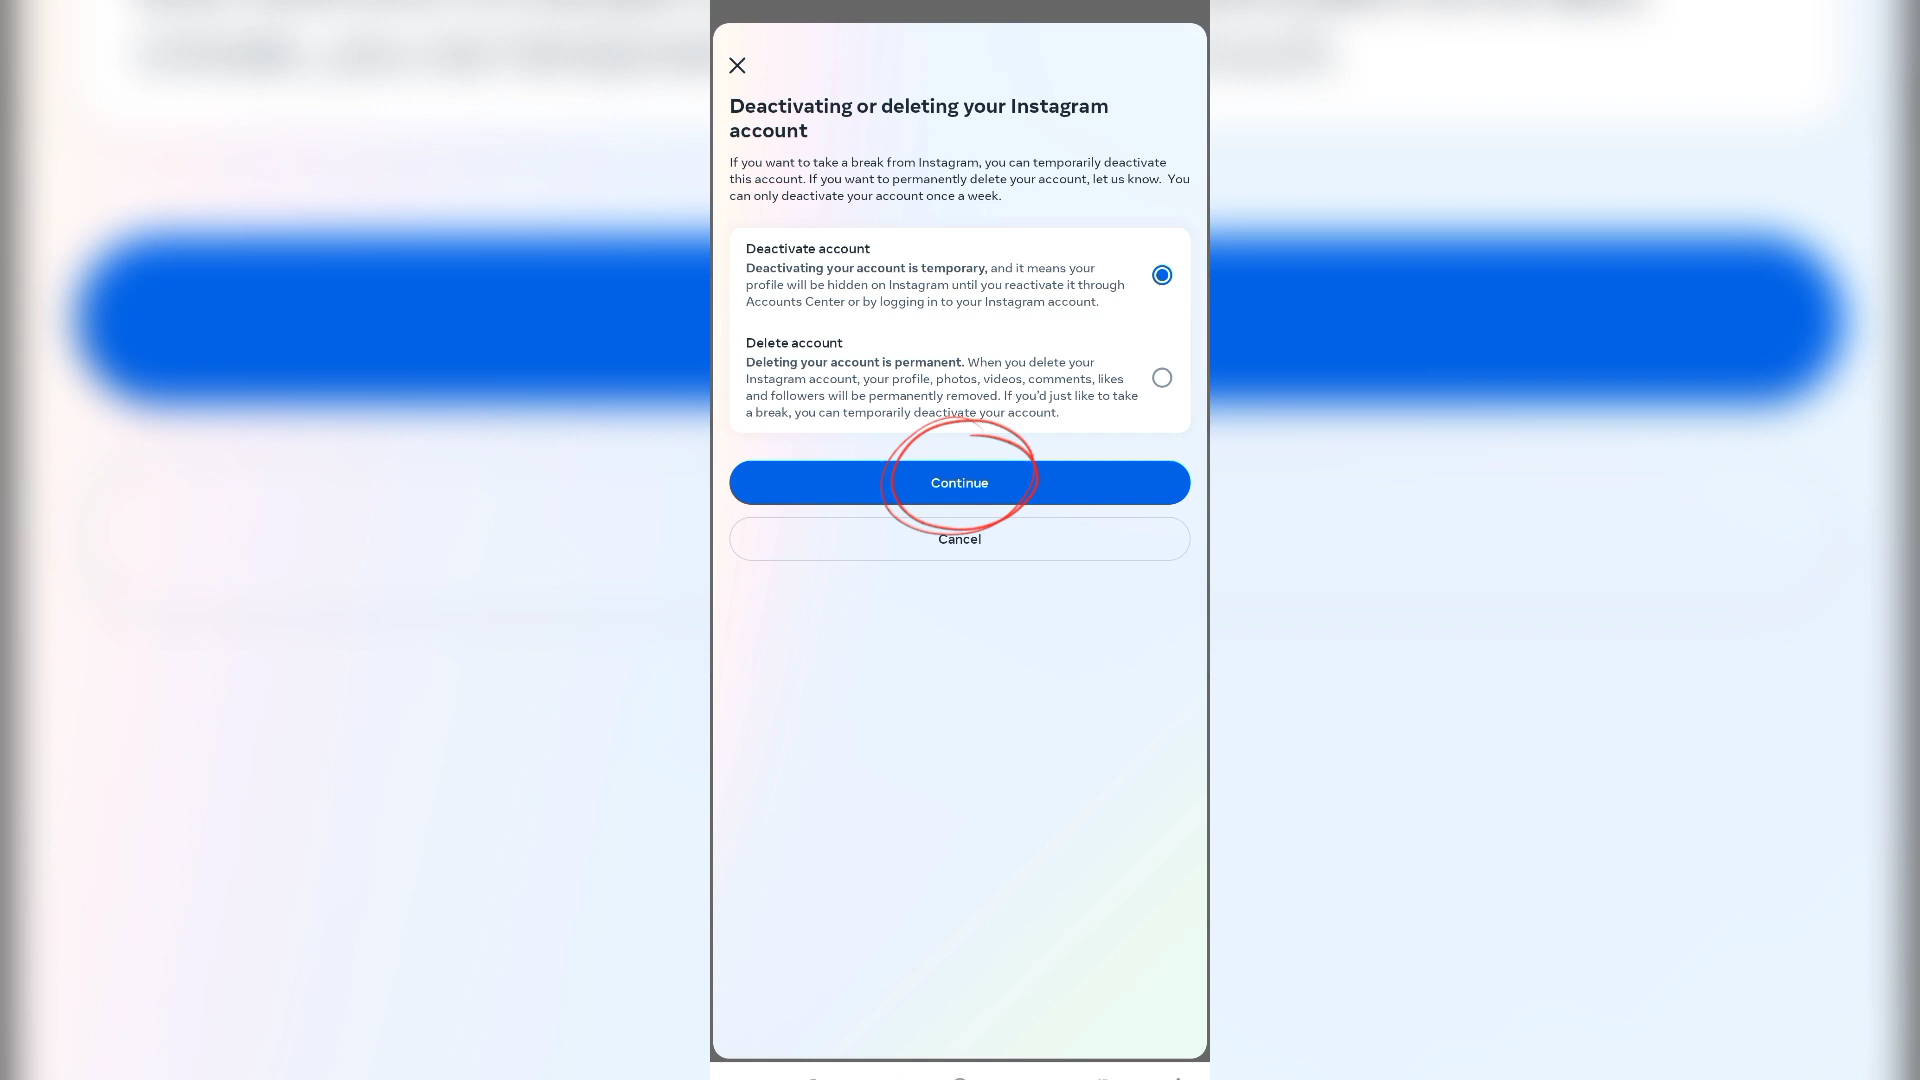 Deactivating or deleting your Instagram
account
If you want to take a break from Instagram, you can temporarily deactivate
this account. If you want to permanently delete your account, let us know. You
can only deactivate your account once a week.
Deactivate account
Deactivating your account is temporary, and it means your
profile will be hidden on Instagram until you reactivate it through
Accounts Center or by logging in to your Instagram account.
Delete account
Deleting your account is permanent. When you delete your
Instagram account, your profile, photos, videos, comments, likes
and followers will be permanently removed. If you'd just like to take
a break, you can temporarily deactivate your account.
Continue
Cancel